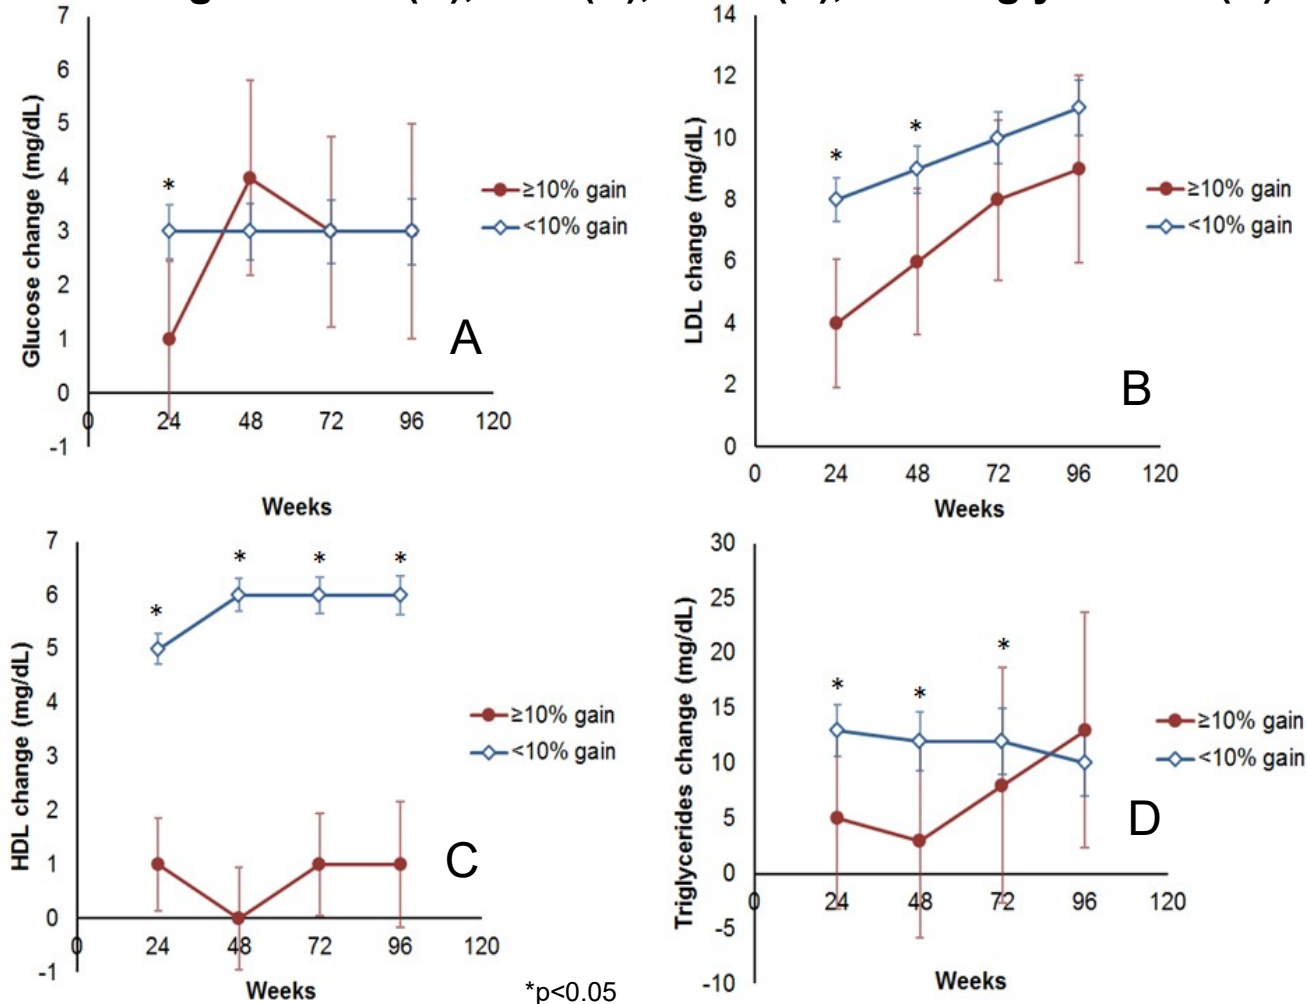 7
6
5
4
3
2
1
0
-1
Glucose change (mg/dL)
*
0 24 48 72 96 120
Weeks
≥10% gain
<10% gain
A
14
12
10
8
6
4
2
0
LDL change (mg/dL)
* *
0 24 48 72 96 120
Weeks
≥10% gain
<10% gain
B
7
6
5
4
3
2
1
0
-1
HDL change (mg/dL)
* * * *
0 24 48 72 96 120
Weeks
≥10% gain
<10% gain
C
30
25
20
15
10
5
0
-5
-10
Triglycerides change (mg/dL)
* * *
0 24 48 72 96 120
Weeks
≥10% gain
<10% gain
D
*p<0.05